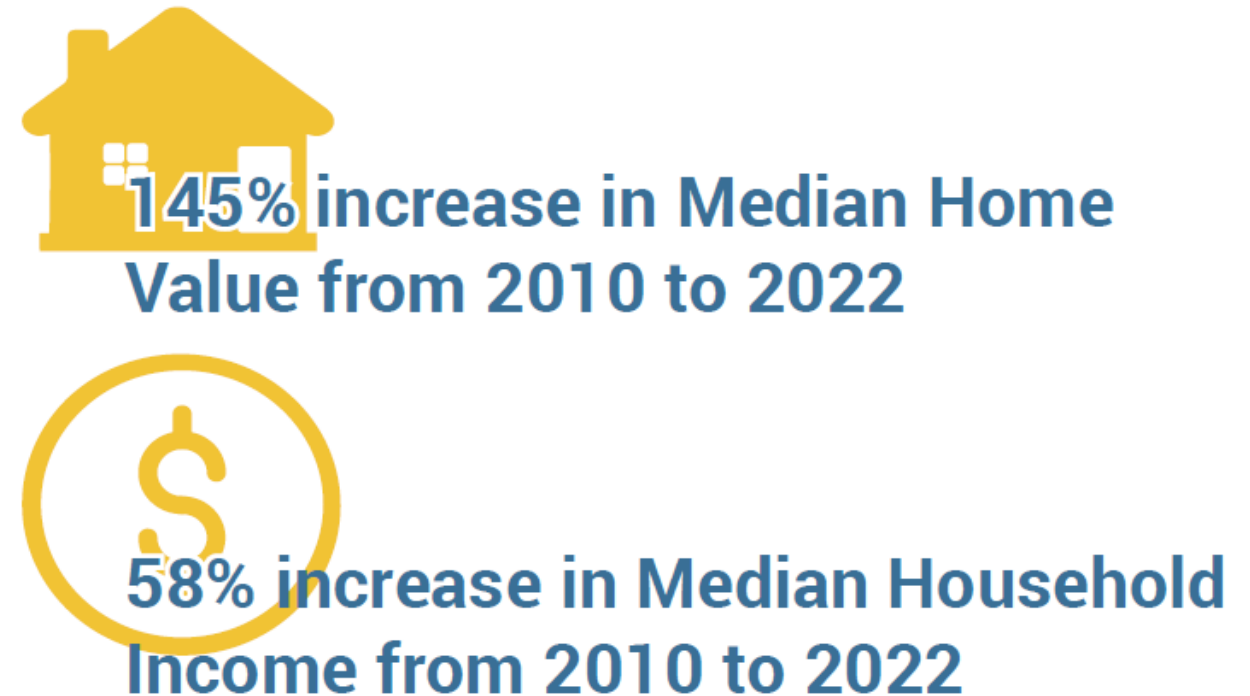 145% increase in Median Home
Value from 2010 to 2022
$
58% increase in Median Household
Income from 2010 to 2022